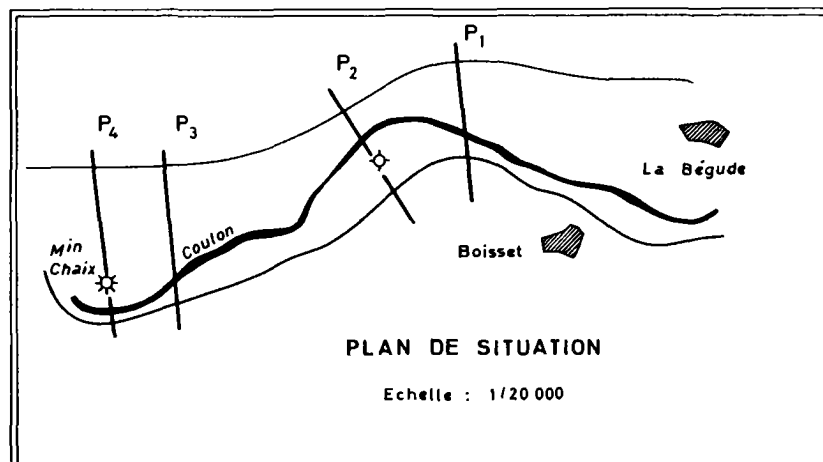 P1
P2
P4
P3
La Bégude
Coulon
Min
Chaix
Boisset
PLAN DE SITUATION
Echelle : 1/20 000